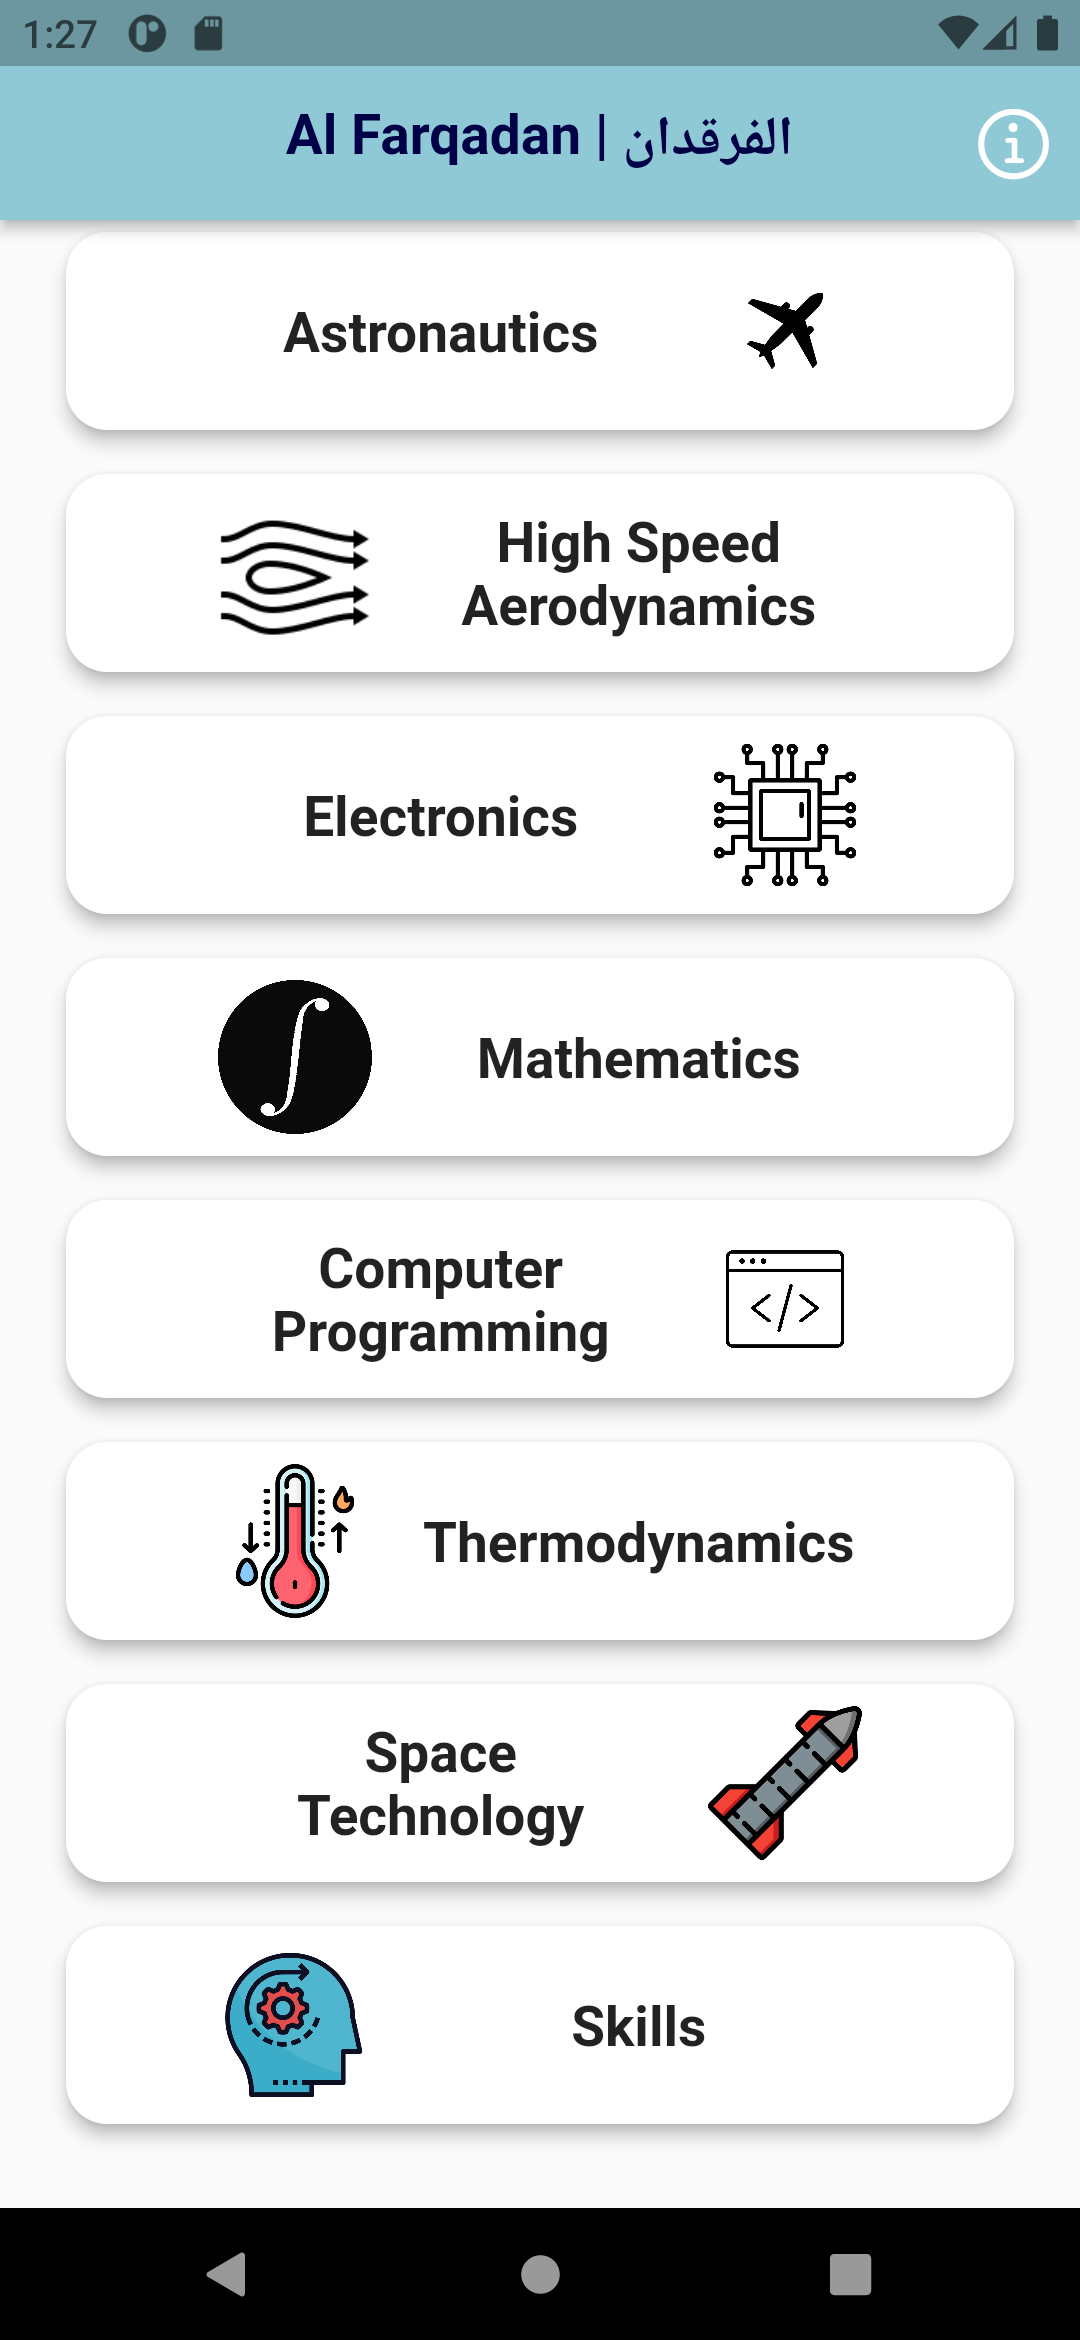 1:27
Al Farqadan | الفرقدان
Astronautics
High Speed
Aerodynamics
Electronics
Mathematics
Computer
Programming
Thermodynamics
Space
Technology
Skills